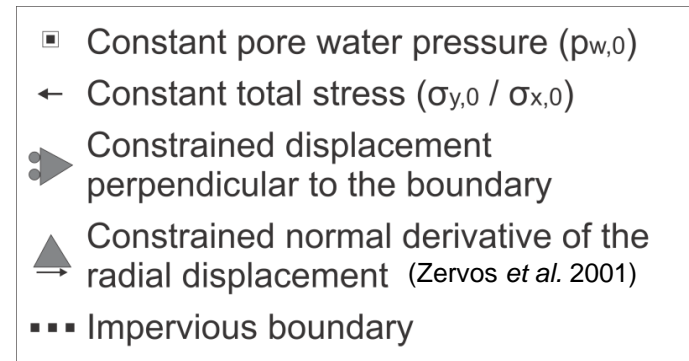 Constant pore water pressure (pw,0)
Constant total stress (σy,0 / σx,0)
Constrained displacement
perpendicular to the boundary
Constrained normal derivative of the
radial displacement (Zervos et al. 2001)
Impervious boundary